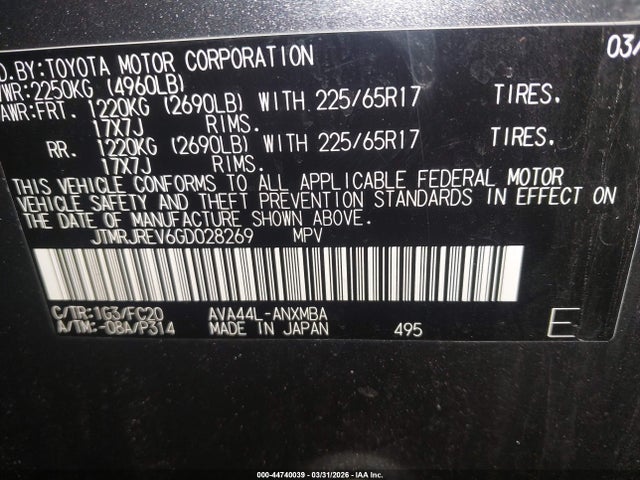 D.BY:TOYOTA MOTOR CORPORATION 03/
VWR:2250KG (4960LB)
AWR:FRT. 1220KG (2690LB) WITH 225/65R17 TIRES.
17X7J RIMS.
RR. 1220KG (2690LB) WITH 225/65R17 TIRES.
17X7J RIMS.
THIS VEHICLE CONFORMS TO ALL APPLICABLE FEDERAL MOTOR
VEHICLE SAFETY AND THEFT PREVENTION STANDARDS IN EFFECT ON
THE DATE OF MANUFACTURE SHOWN ABOVE.
JTMRJREV6GD028269 MPV
C/TR:1G3/FC20 AVA44L-ANXMBA
A/TM:-08A/P314 MADE IN JAPAN 495 E
000-44740039 - 03/31/2026 - IAA Inc.